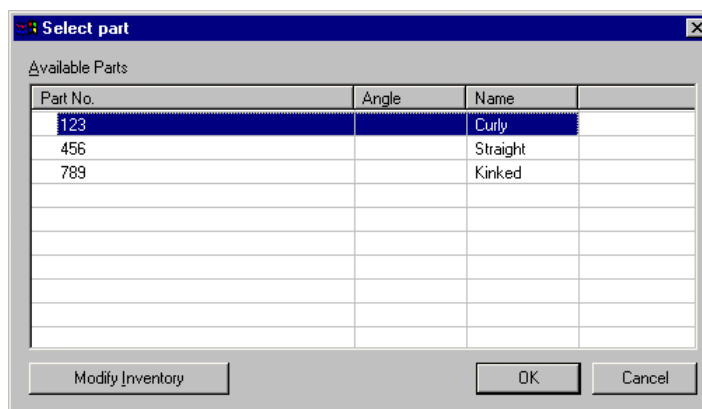 Select part
Available Parts
Part No. Angle Name
123 Curly
456 Straight
789 Kinked
Modify Inventory OK Cancel